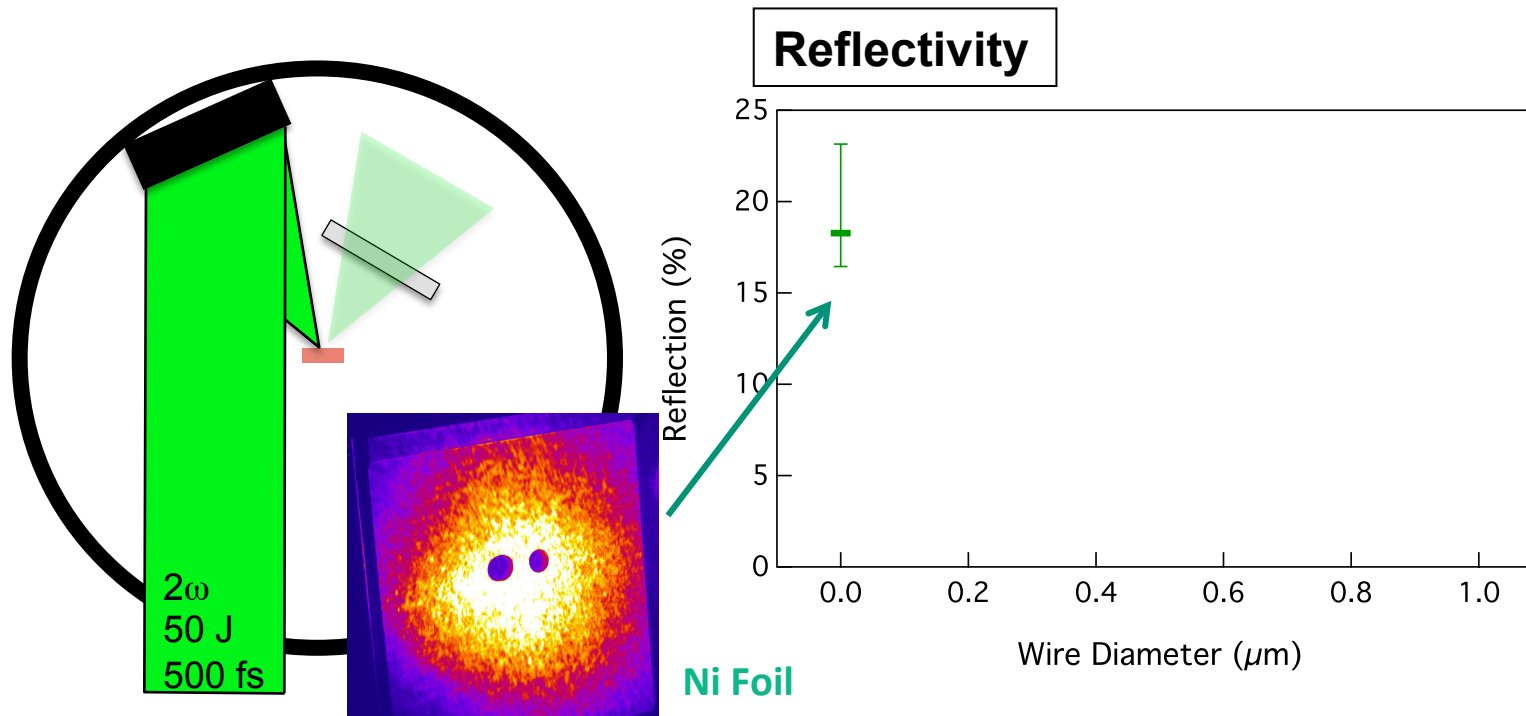 Reflectivity
25
20
15
10
5
0
Reflection (%)
0.0 0.2 0.4 0.6 0.8 1.0
Wire Diameter (µm)
2ω
50 J
500 fs
Ni Foil